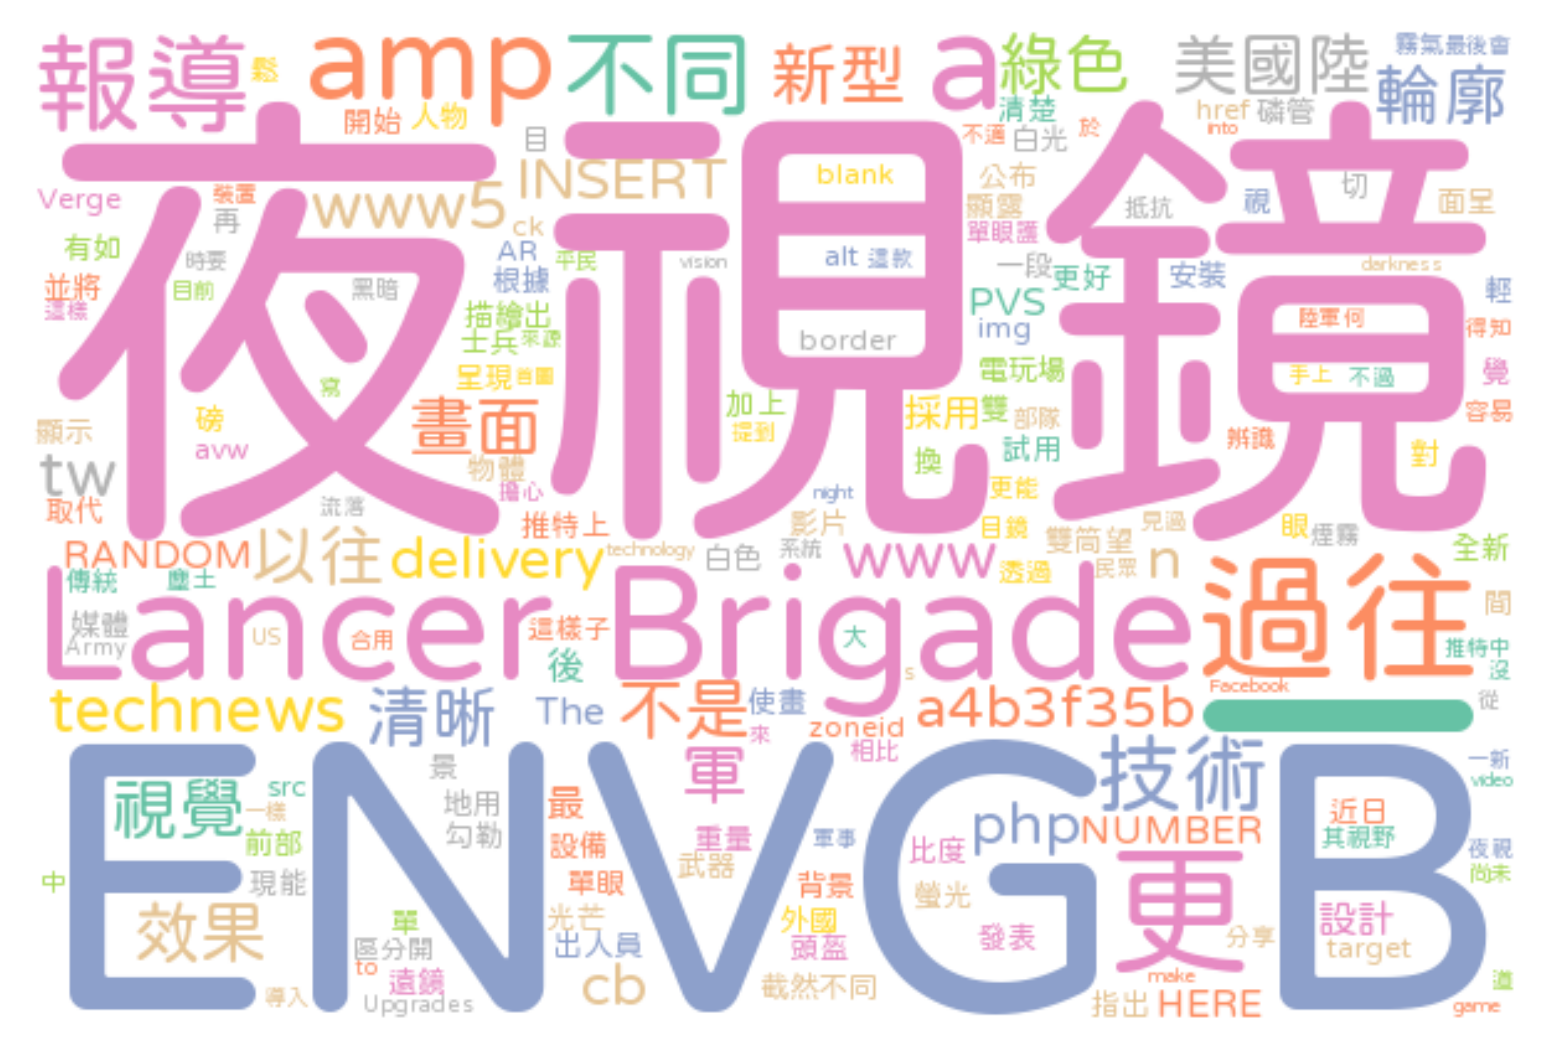 報導 amp 不同 新型 a 綠色 美國陸 霧氣 最後會
鬆 輪廓
開始 人物 目 清楚 href 磷管
不適 白光 於 into
夜視鏡
INSERT blank 公布 切
Verge 裝置 www5 顯露 抵抗 視 面呈
再 ck 單眼護
有如 時要 AR 平民 vision alt 這款 一段 darkness
並將 目前 黑暗 根據 更好 安裝 輕
這樣 描繪出 PVS 陸軍何 得知
士兵 來源 border img
寫 呈現 首圖 電玩場 手上 不過 覺
磅 畫面 加上 採用 雙 部隊 容易
顯示 avw 提到 試用 辨識
tw 物體 換 對
取代 流落 擔心 night 更能
推特上 影片 目鏡 見過 眼 煙霧
RANDOM 以往 delivery technology 白色 系統 www 雙筒望 n 全新
傳統 塵土 透過 民眾
Lancer Brigade 過往
媒體 US 合用 這樣子 大 間
Army 後 s 推特中
沒
technews 清晰 The 不是 使畫 a4b3f35b Facebook 從
zoneid
來 相比
ENVGB
景 軍 技術 一新
視覺 src 地用 最 video
一樣 php NUMBER 近日
前部 勾勒 設備 重量 軍事 比度 其視野 夜視
中 現能 單眼 武器 背景 螢光 更 尚未
效果 單 光芒 外國 發表 設計
區分開 出人員 頭盔 分享 target
to 遠鏡 cb 截然不同 make 道
導入 Upgrades 指出 HERE game